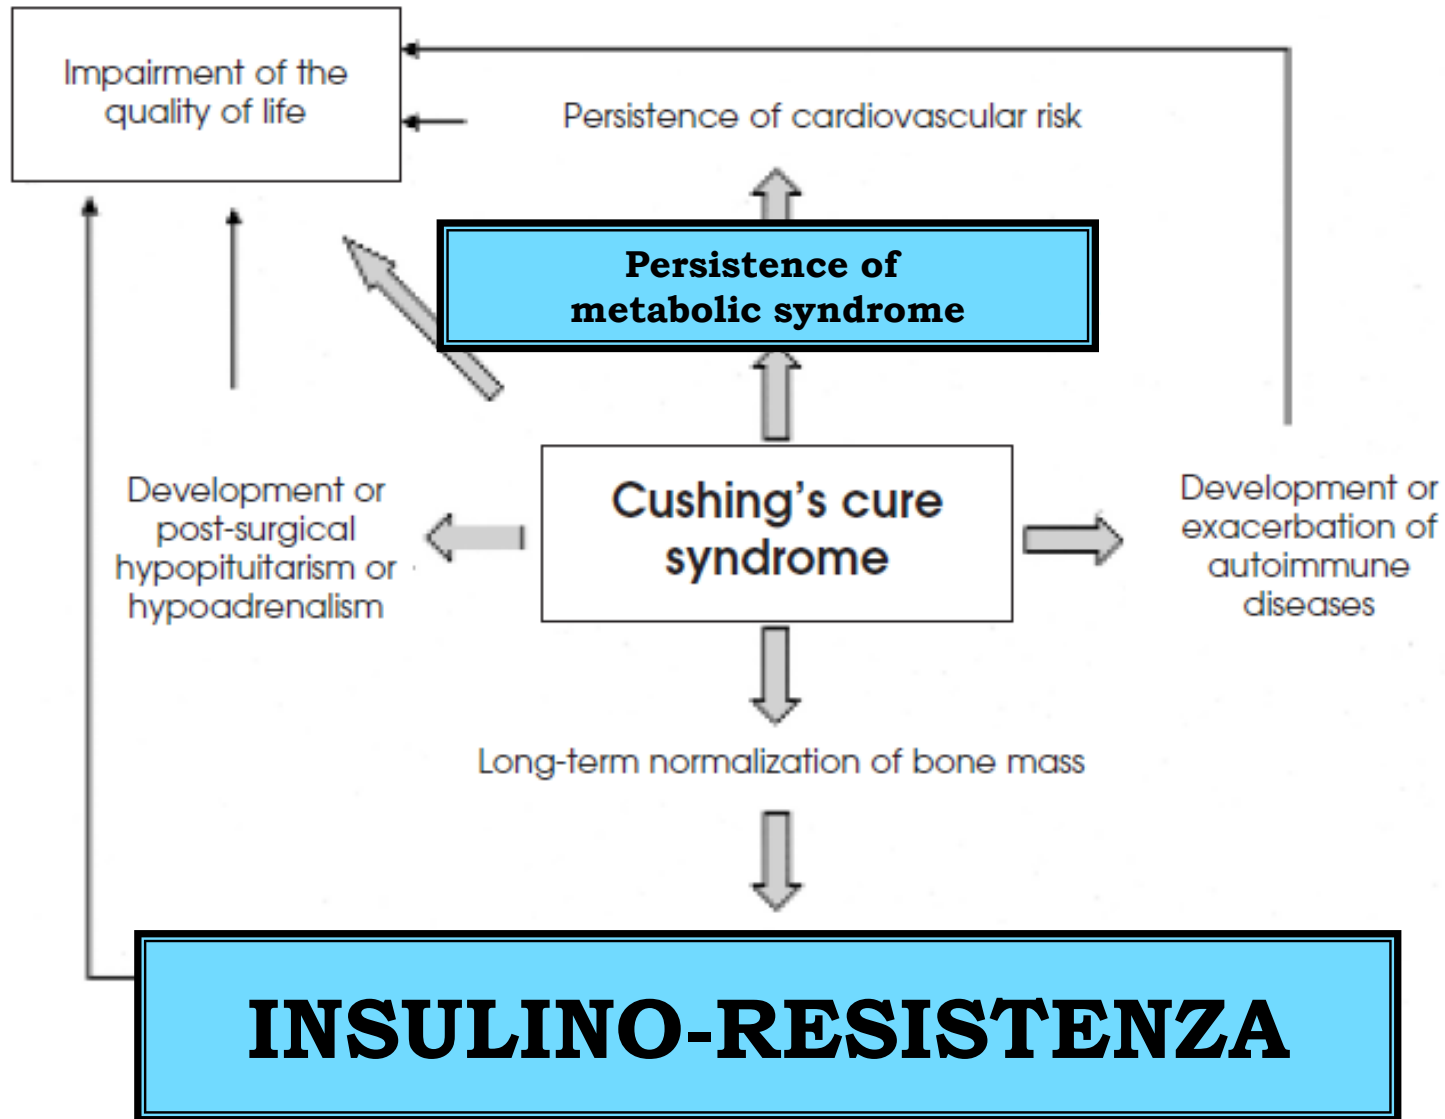 Impairment of the
quality of life
Persistence of cardiovascular risk
Persistence of
metabolic syndrome
Development or
post-surgical
hypopituitarism or
hypoadrenalism
Cushing's cure
syndrome
Development or
exacerbation of
autoimmune
diseases
Long-term normalization of bone mass
INSULINO-RESISTENZA